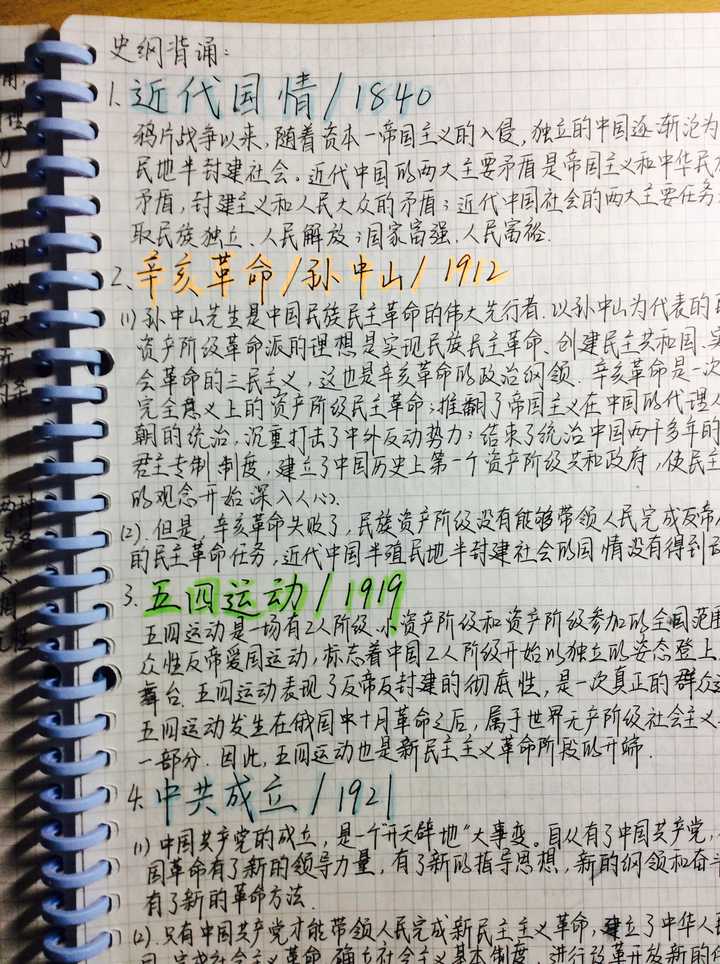 史纲背诵:
1. 近代国情/1840
鸦片战争以来,随着资本一帝国主义的入侵,独立的中国逐渐沦为
民地半封建社会。近代中国的两大主要矛盾是帝国主义和中华民
矛盾,封建主义和人民大众的矛盾;近代中国社会的两大主要任务
取民族独立、人民解放;国家富强、人民富裕.
2、辛亥革命/孙中山/1912
(1) 孙中山先生是中国民族民主革命的伟大先行者.以孙中山为代表的
资产阶级革命派的理想是实现民族民主革命、创建民主共和国、
会革命的三民主义,这也是辛亥革命的政治纲领.辛亥革命是一次
完全意义上的资产阶级民主革命;推翻了帝国主义在中国的代理
朝的统治,沉重打击了中外反动势力;结束了统治中国两千多年的
君主专制制度,建立了中国历史上第一个资产阶级共和政府,使民主
的观念开始深入人心.
(2).但是,辛亥革命失败了,民族资产阶级没有能够带领人民完成反帝
的民主革命任务,近代中国半殖民地半封建社会的国情没有得到
3. 五四运动/1919
五四运动是一场有工人阶级、小资产阶级和资产阶级参加的全国范
众性反帝爱国运动,标志着中国工人阶级开始以独立的姿态登上
舞台.五四运动表现了反帝反封建的彻底性,是一次真正的群众
五四运动发生在俄国中十月革命之后,属于世界无产阶级社会主义
一部分.因此,五四运动也是新民主主义革命阶段的开端.
4. 中共成立/1921
(1) 中国共产党的成立,是一个开天辟地"大事变。自从有了中国共产党,
国革命有了新的领导力量,有了新的指导思想,新的纲领和奋
有了新的革命方法.
(2).只有中国共产党才能带领人民完成新民主主义革命,建立了中华人
完成社会主义革命,确立社会主义基本制度,进行改革开放新的